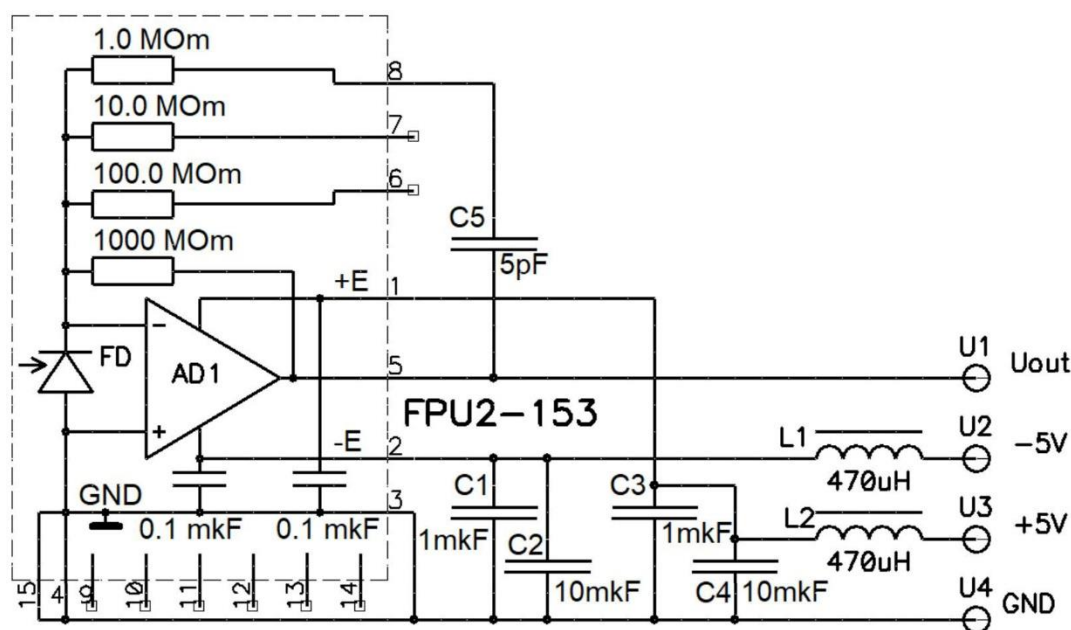 1.0 MOm
8
10.0 MOm
7
100.0 MOm
6
C5
1000 MOm
5pF
+E
1
FD
AD1
U1
Uout
5
FPU2-153
U2
-5V
-E
2
L1
470uH
GND
C1
C3
3
U3
+5V
L2
0.1 mkF
0.1 mkF
1mkF
1mkF
C2
470uH
15
4
9
10
11
12
13
14
10mkF
C4
10mkF
U4
GND